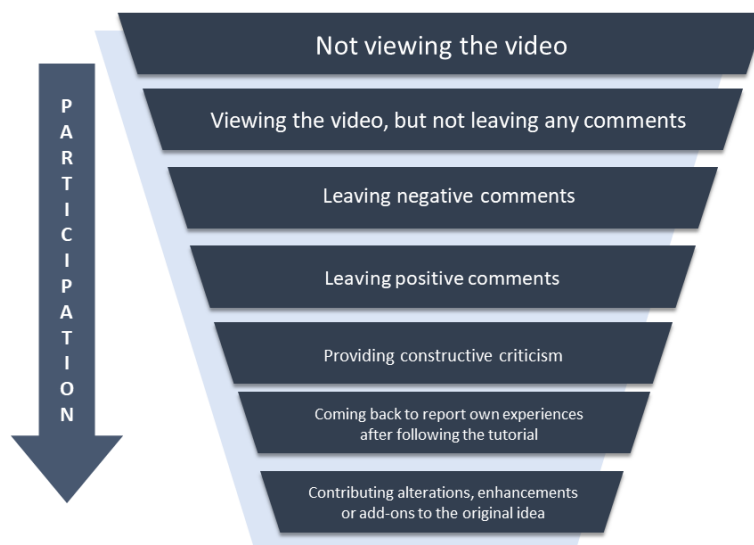 Not viewing the video
Viewing the video, but not leaving any comments
Leaving negative comments
Leaving positive comments
Providing constructive criticism
Coming back to report own experiences
after following the tutorial
Contributing alterations, enhancements
or add-ons to the original idea
PARTICIPATION